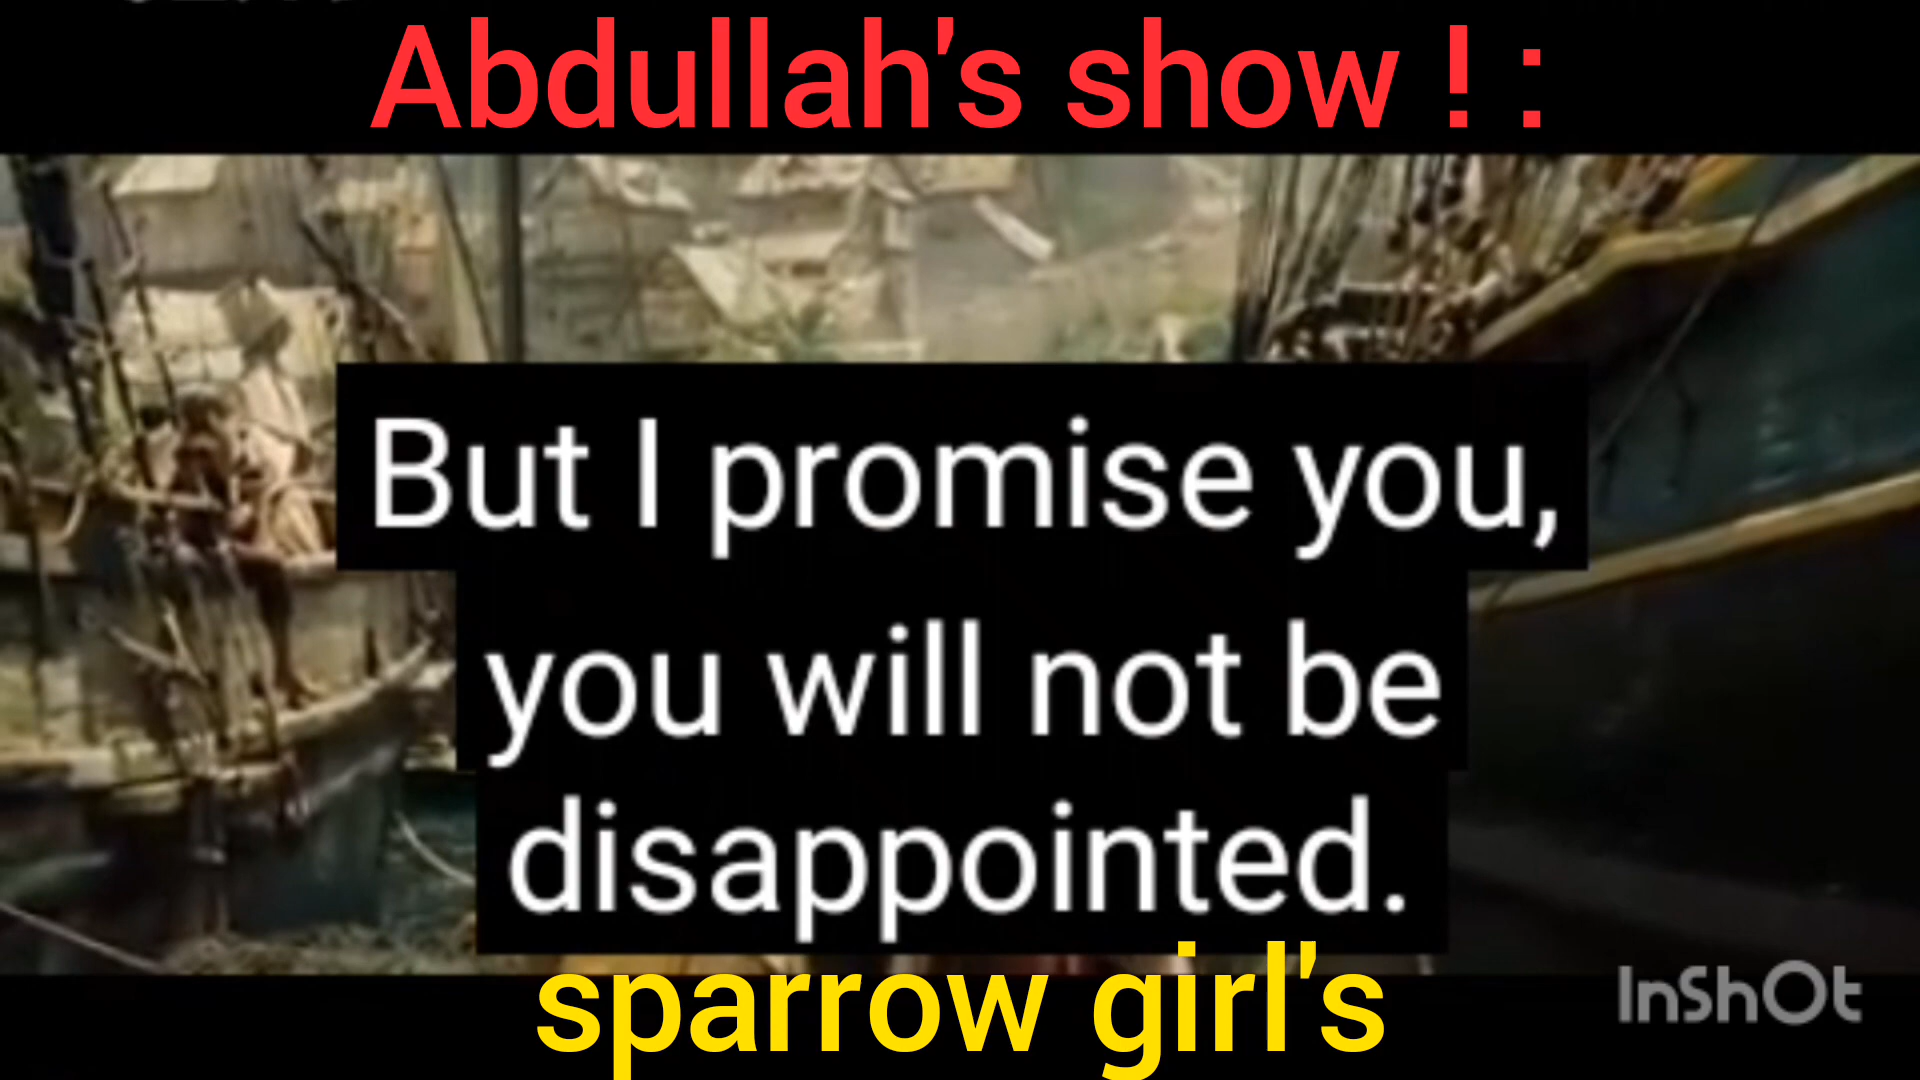 Abdullah's show ! :
But I promise you,
you will not be
disappointed.
sparrow girl's
InShOt